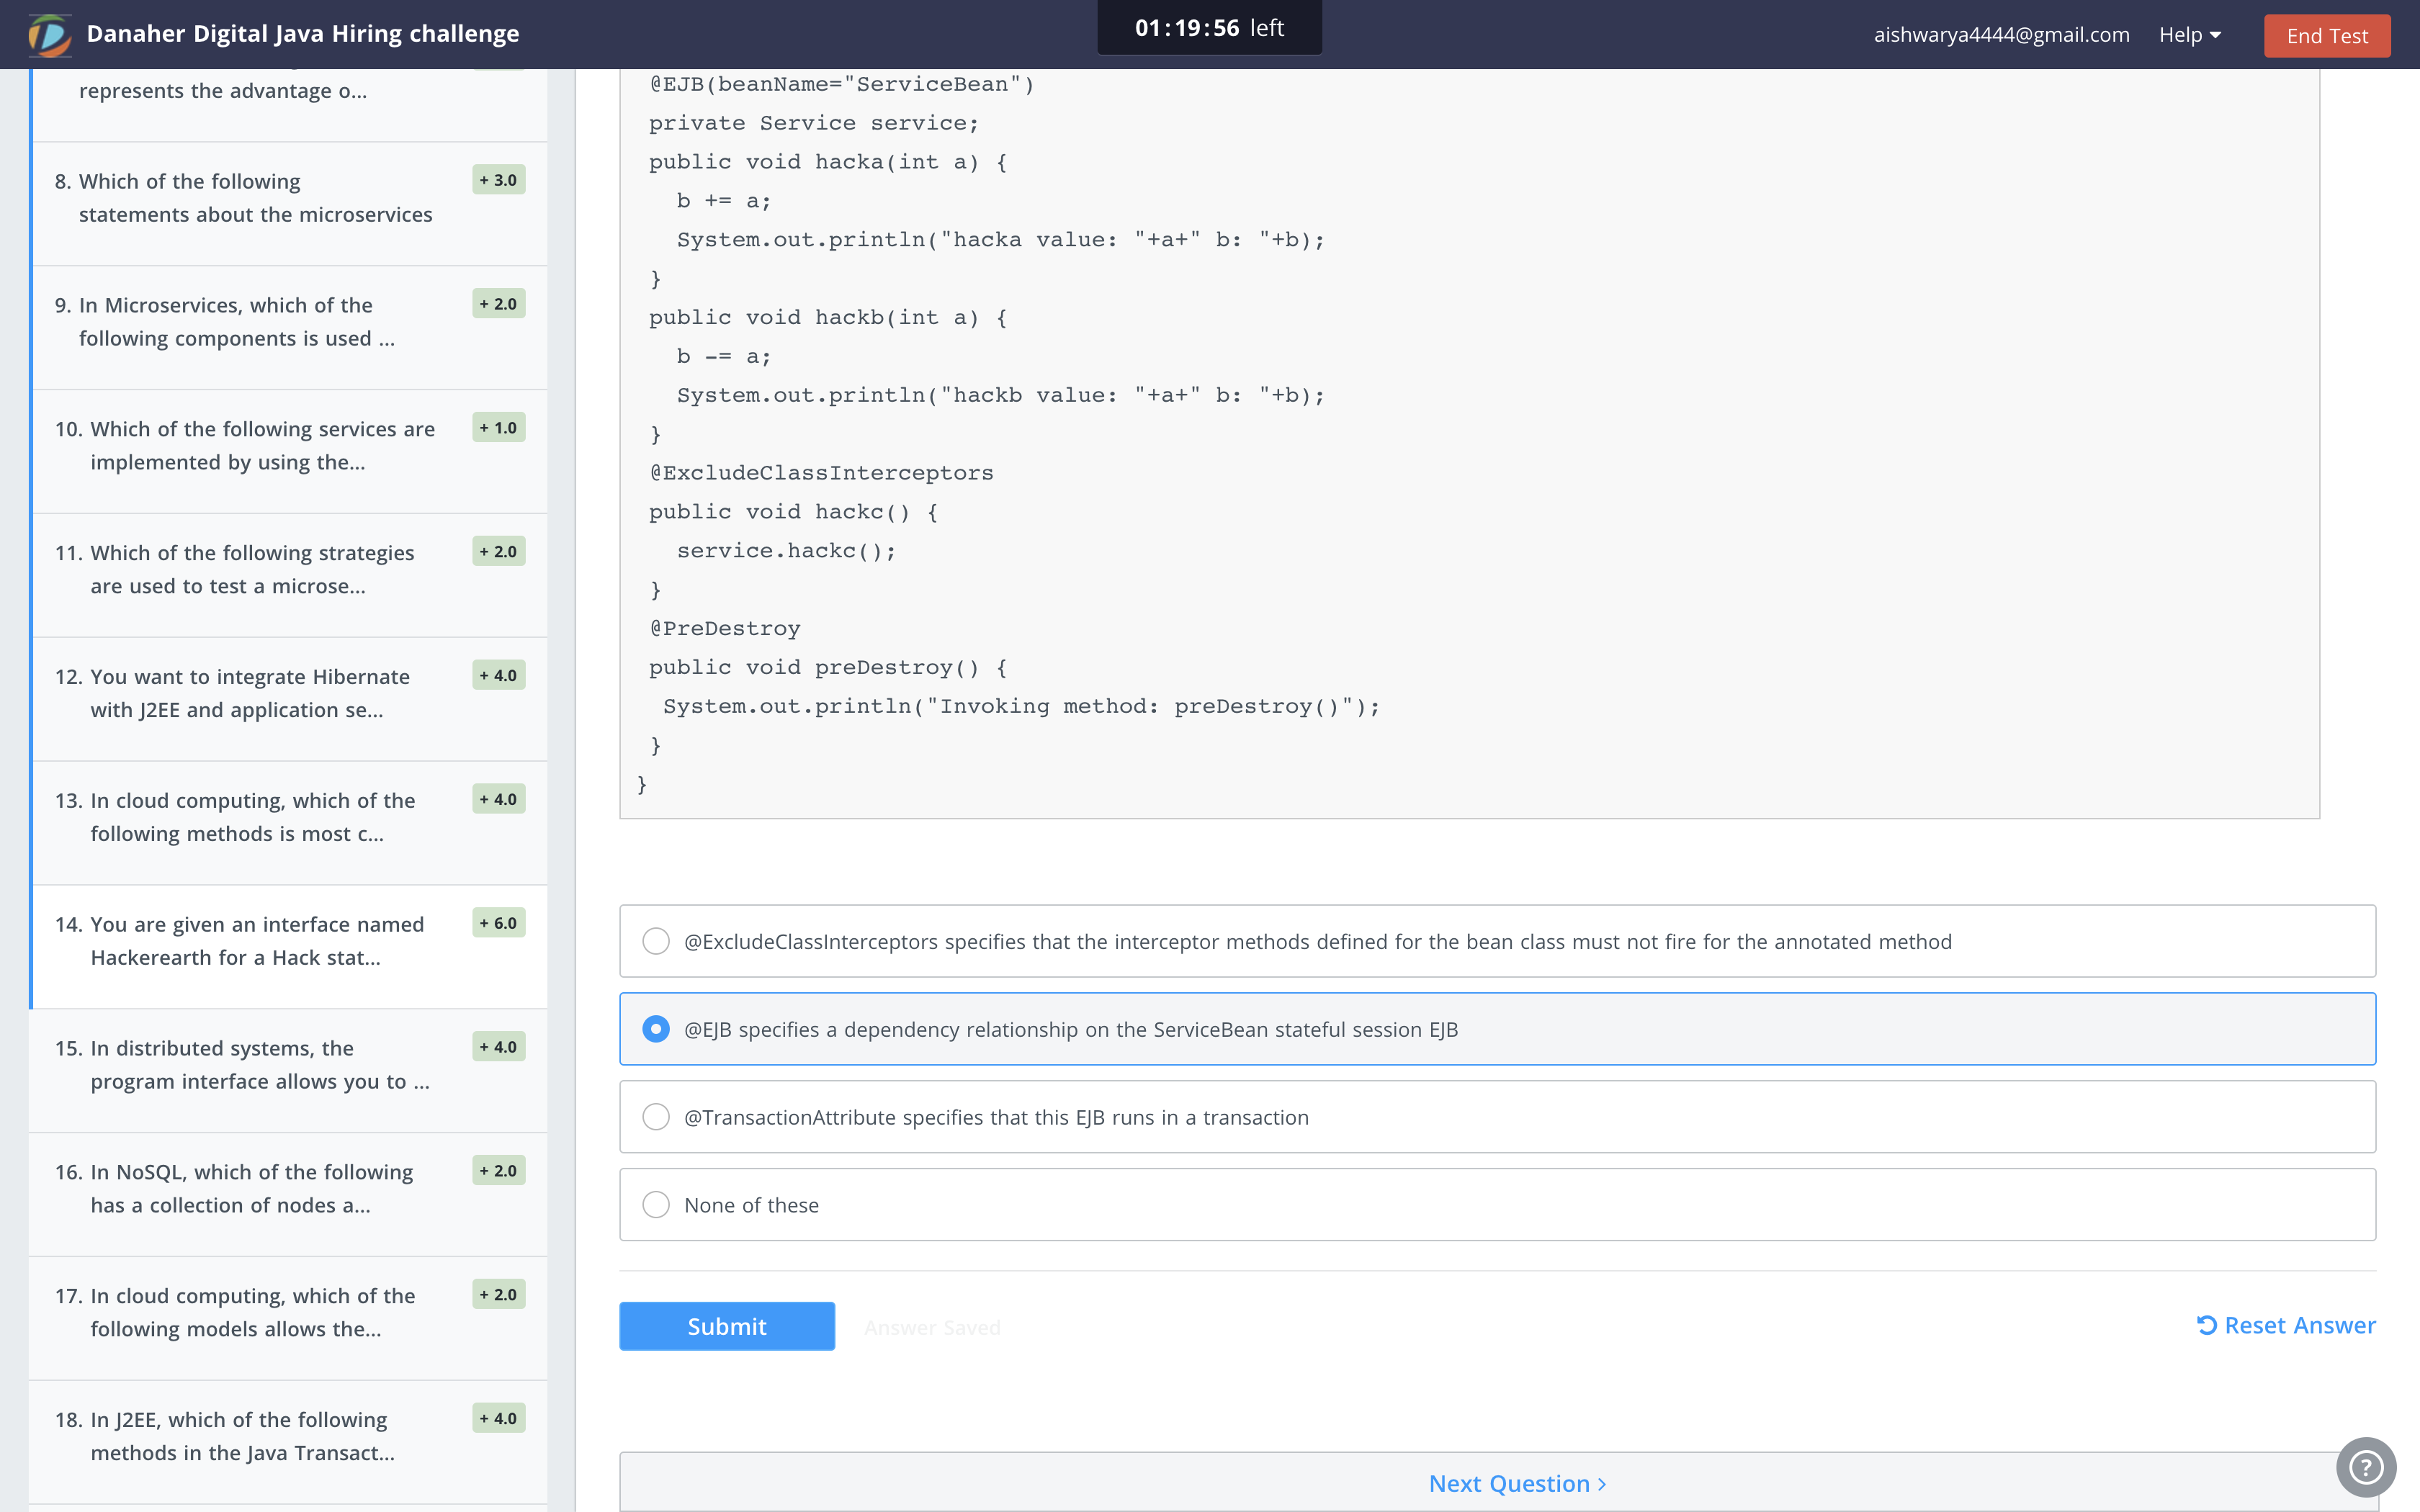 Danaher Digital Java Hiring challenge
01:19:56 left
aishwarya4444@gmail.com
Help
End Test
represents the advantage o...
8. Which of the following
statements about the microservices
+ 3.0
9. In Microservices, which of the
following components is used ...
+ 2.0
10. Which of the following services are
implemented by using the...
+ 1.0
11. Which of the following strategies
are used to test a microse...
+ 2.0
12. You want to integrate Hibernate
with J2EE and application se...
+ 4.0
13. In cloud computing, which of the
following methods is most c...
+ 4.0
14. You are given an interface named
Hackerearth for a Hack stat...
+ 6.0
15. In distributed systems, the
program interface allows you to ...
+ 4.0
16. In NoSQL, which of the following
has a collection of nodes a...
+ 2.0
17. In cloud computing, which of the
following models allows the...
+ 2.0
18. In J2EE, which of the following
methods in the Java Transact...
+ 4.0
@EJB(beanName="ServiceBean")
private Service service;
public void hacka(int a) {
b += a;
System.out.println("hacka value: "+a+" b: "+b);
}
public void hackb(int a) {
b -= a;
System.out.println("hackb value: "+a+" b: "+b);
}
@ExcludeClassInterceptors
public void hackc() {
service.hackc();
}
@PreDestroy
public void preDestroy() {
System.out.println("Invoking method: preDestroy()");
}
}
@ExcludeClassInterceptors specifies that the interceptor methods defined for the bean class must not fire for the annotated method
@EJB specifies a dependency relationship on the ServiceBean stateful session EJB
@TransactionAttribute specifies that this EJB runs in a transaction
None of these
Submit
Answer Saved
Reset Answer
Next Question >
?